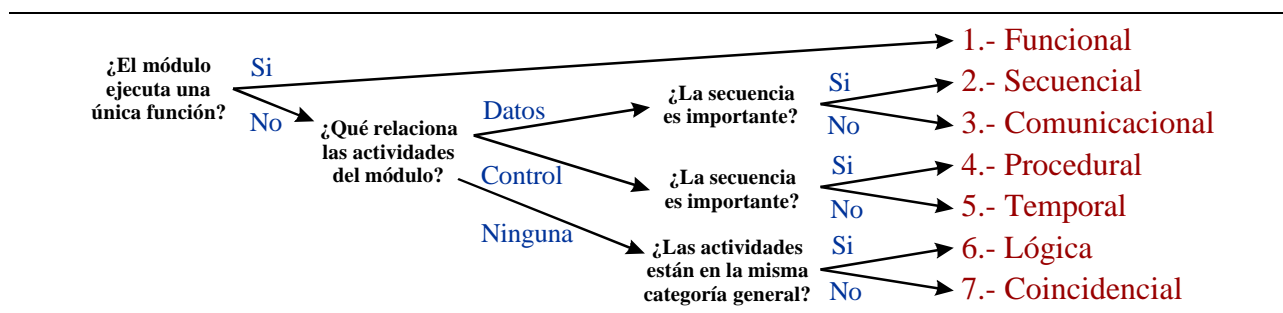 ¿El módulo
ejecuta una
única función?
Si
No
¿Qué relaciona
las actividades
del módulo?
Datos
Control
Ninguna
¿La secuencia
es importante?
Si
No
¿La secuencia
es importante?
Si
No
¿Las actividades
están en la misma
categoría general?
Si
No
1.- Funcional
2.- Secuencial
3.- Comunicacional
4.- Procedural
5.- Temporal
6.- Lógica
7.- Coincidencial